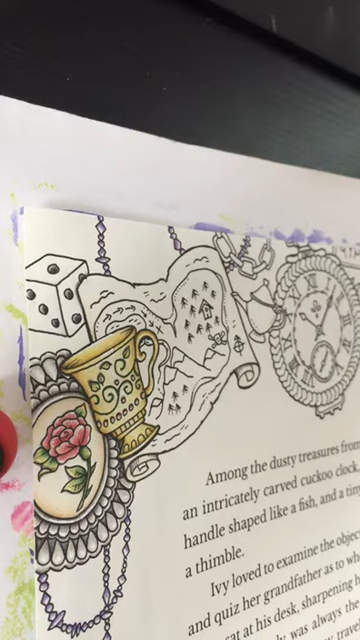 Among the dusty treasures from
an intricately carved cuckoo clock
handle shaped like a fish, and a tiny
a thimble.
Ivy loved to examine the objec
and quiz her grandfather as to wh
at his desk, sharpening
was always the